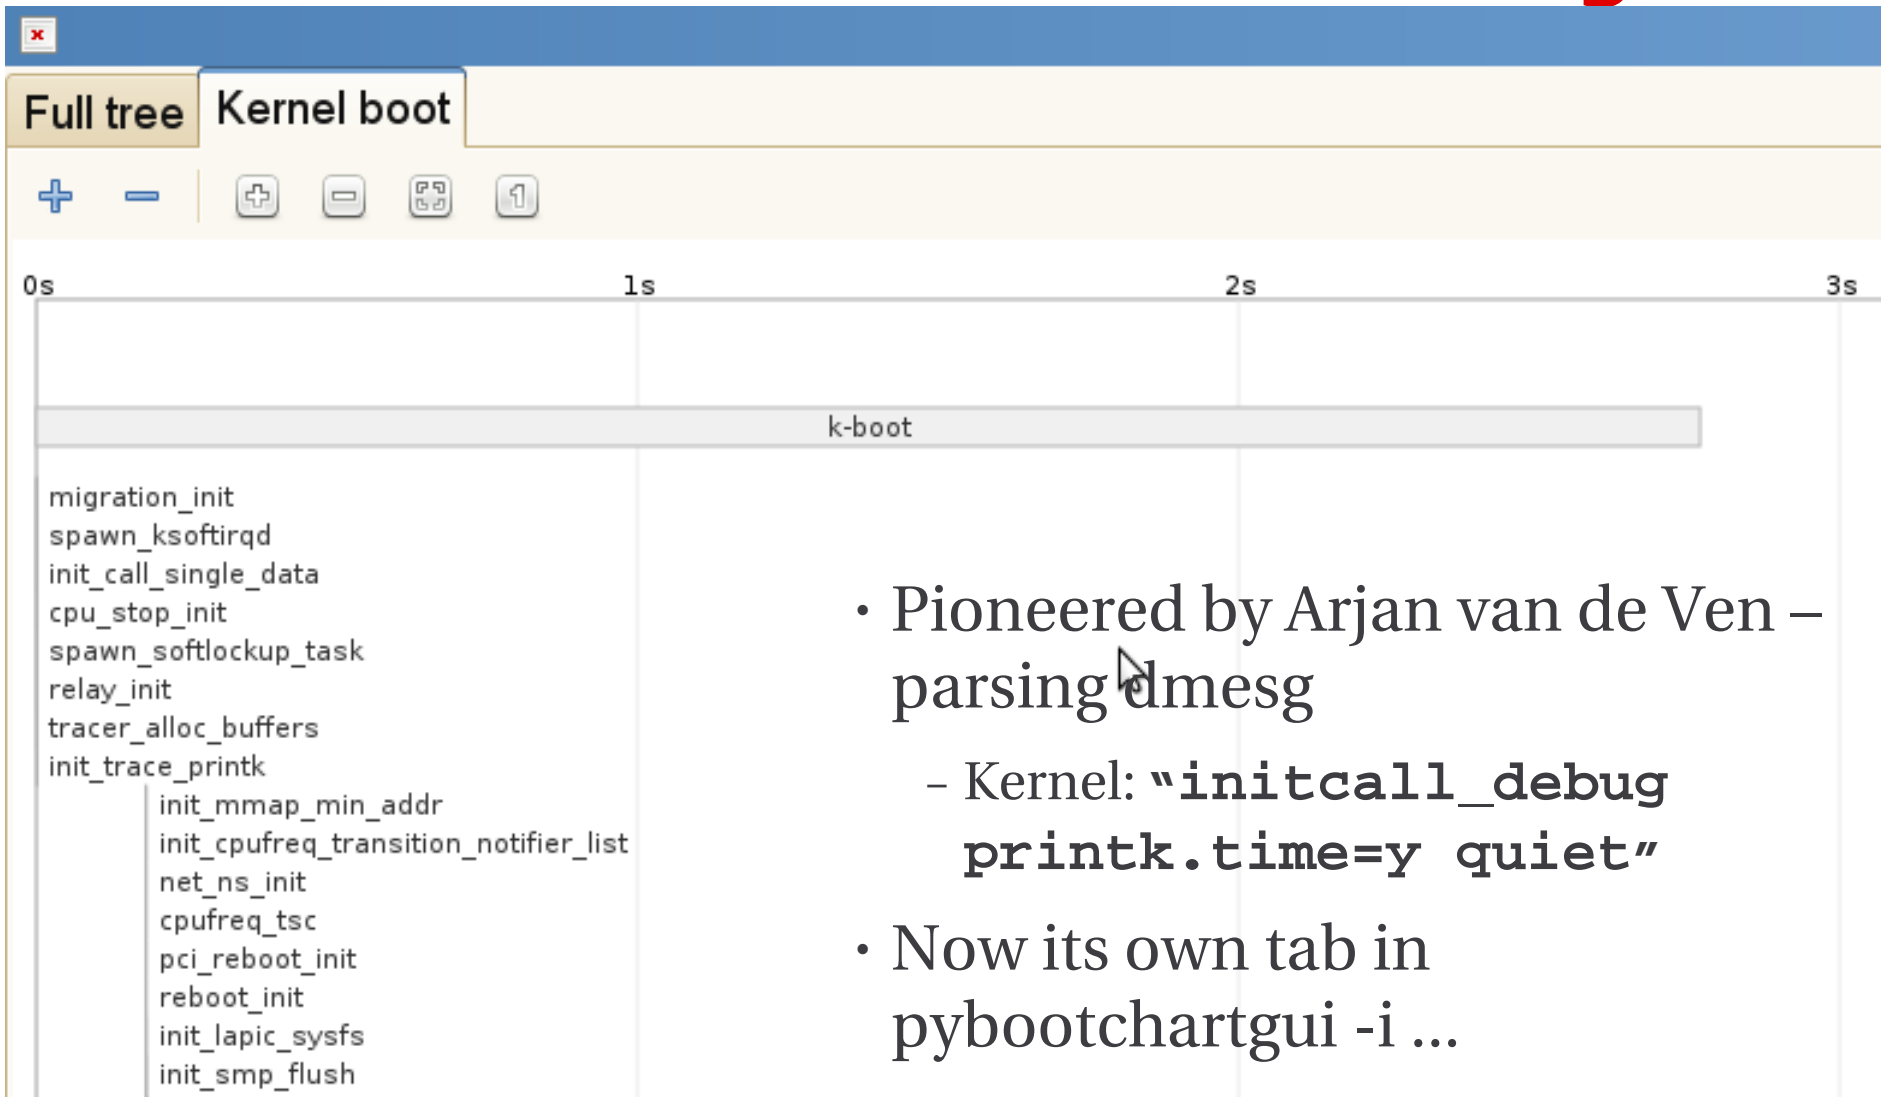 Full tree
Kernel boot
0s 1s 2s 3s
k-boot
migration_init
spawn_ksoftirqd
init_call_single_data
cpu_stop_init
spawn_softlockup_task
relay_init
tracer_alloc_buffers
init_trace_printk
init_mmap_min_addr
init_cpufreq_transition_notifier_list
net_ns_init
cpufreq_tsc
pci_reboot_init
reboot_init
init_lapic_sysfs
init_smp_flush
• Pioneered by Arjan van de Ven –
parsing dmesg
– Kernel: “initcall_debug
printk.time=y quiet”
• Now its own tab in
pybootchartgui -i ...